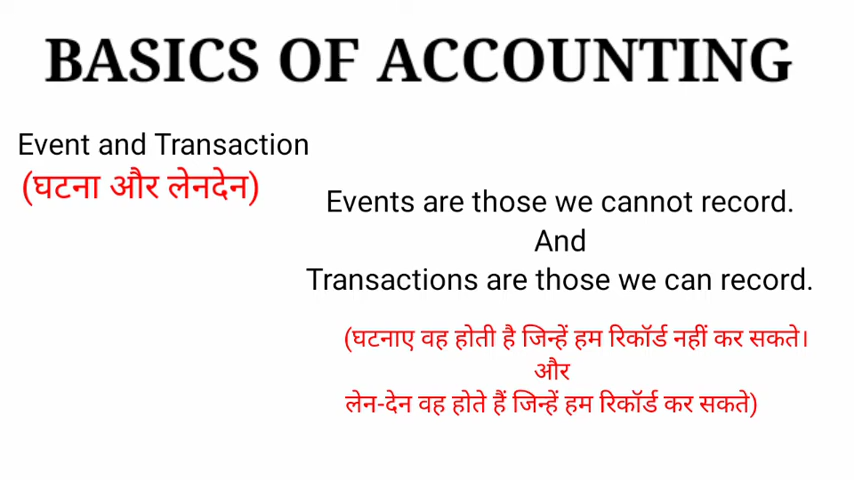 BASICS OF ACCOUNTING
Event and Transaction
(घटना और लेनदेन)
Events are those we cannot record.
And
Transactions are those we can record.
(घटनाए वह होती है जिन्हें हम रिकॉर्ड नहीं कर सकते।
और
लेन-देन वह होते हैं जिन्हें हम रिकॉर्ड कर सकते)